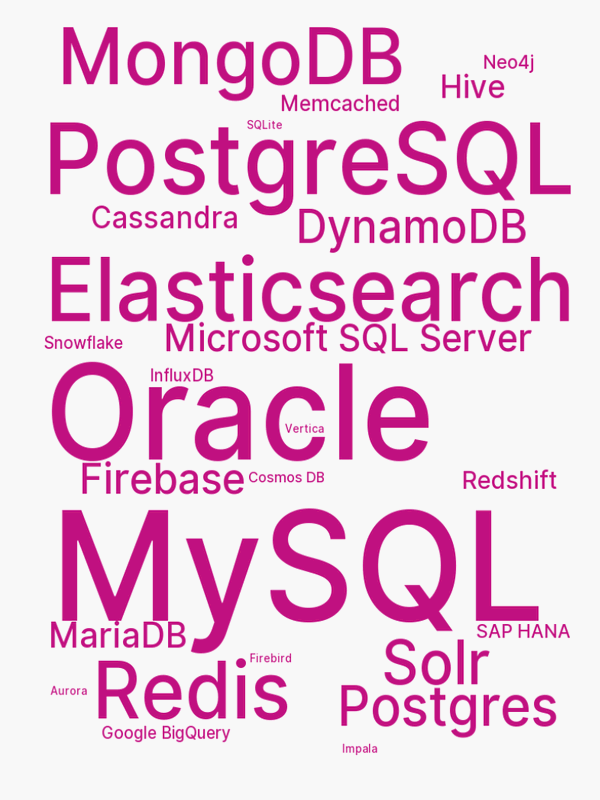 MongoDB
Neo4j
Hive
Memcached
SQLite
PostgreSQL
Cassandra
DynamoDB
Elasticsearch
Microsoft SQL Server
Snowflake
InfluxDB
Oracle
Vertica
Firebase
Cosmos DB
Redshift
MySQL
MariaDB
SAP HANA
Solr
Firebird
Redis
Aurora
Postgres
Google BigQuery
Impala